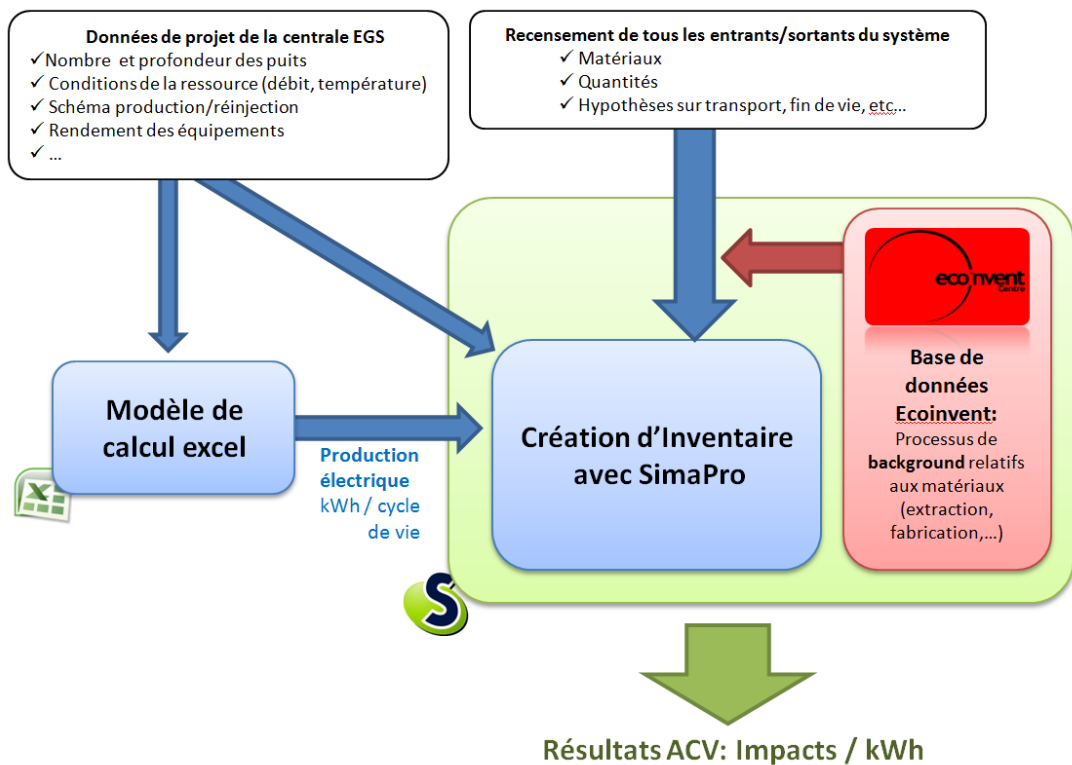 Données de projet de la centrale EGS
✓Nombre et profondeur des puits
✓ Conditions de la ressource (débit, température)
✓ Schéma production/réinjection
✓ Rendement des équipements
✓ ...
Recensement de tous les entrants/sortants du système
✓ Matériaux
✓ Quantités
✓ Hypothèses sur transport, fin de vie, etc...
ecoinvent
Centre
Base de
données
Ecoinvent:
Processus de
background relatifs
aux matériaux
(extraction,
fabrication,...)
Modèle de
calcul excel
Production
électrique
kWh / cycle
de vie
Création d’Inventaire
avec SimaPro
X
S
Résultats ACV: Impacts / kWh